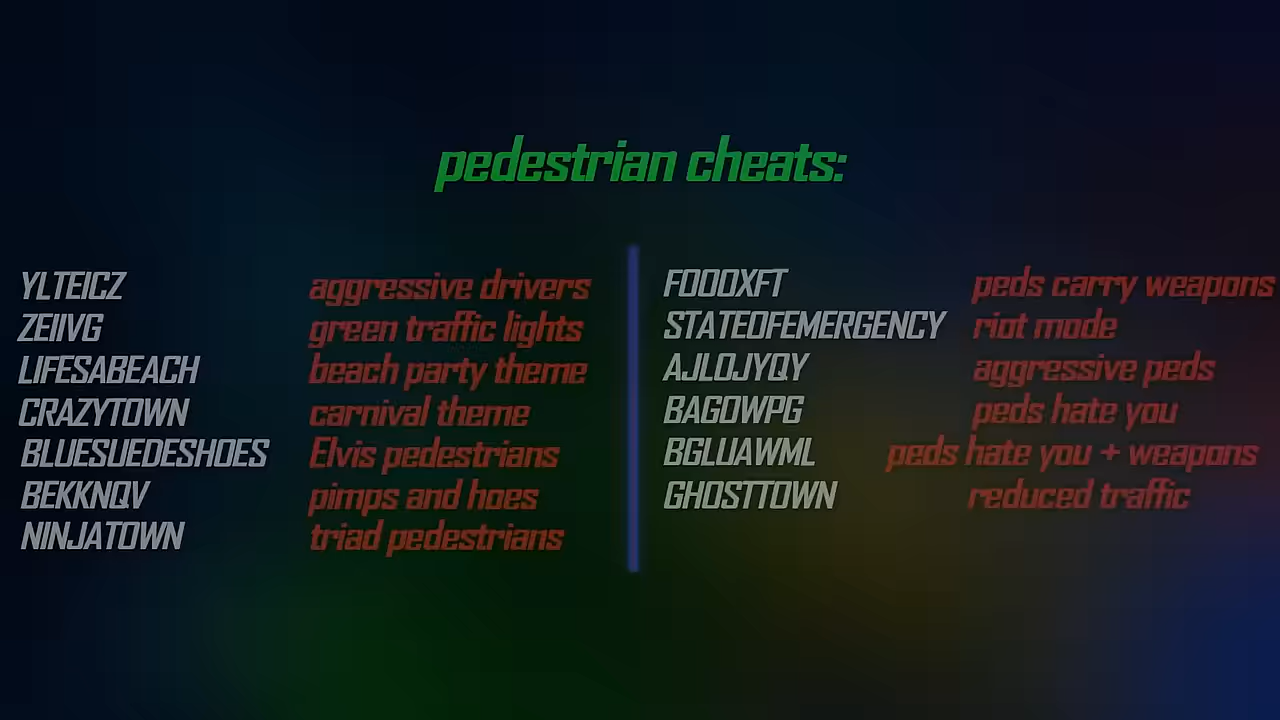 pedestrian cheats:
YLTEICZ aggressive drivers
ZEIIVG green traffic lights
LIFESABEACH beach party theme
CRAZYTOWN carnival theme
BLUESUEDESHOES Elvis pedestrians
BEKKNQV pimps and hoes
NINJATOWN triad pedestrians
FOOOXFT peds carry weapons
STATEOFEMERGENCY riot mode
AJLOJYQY aggressive peds
BAGOWPG peds hate you
BGLUAWML peds hate you + weapons
GHOSTTOWN reduced traffic